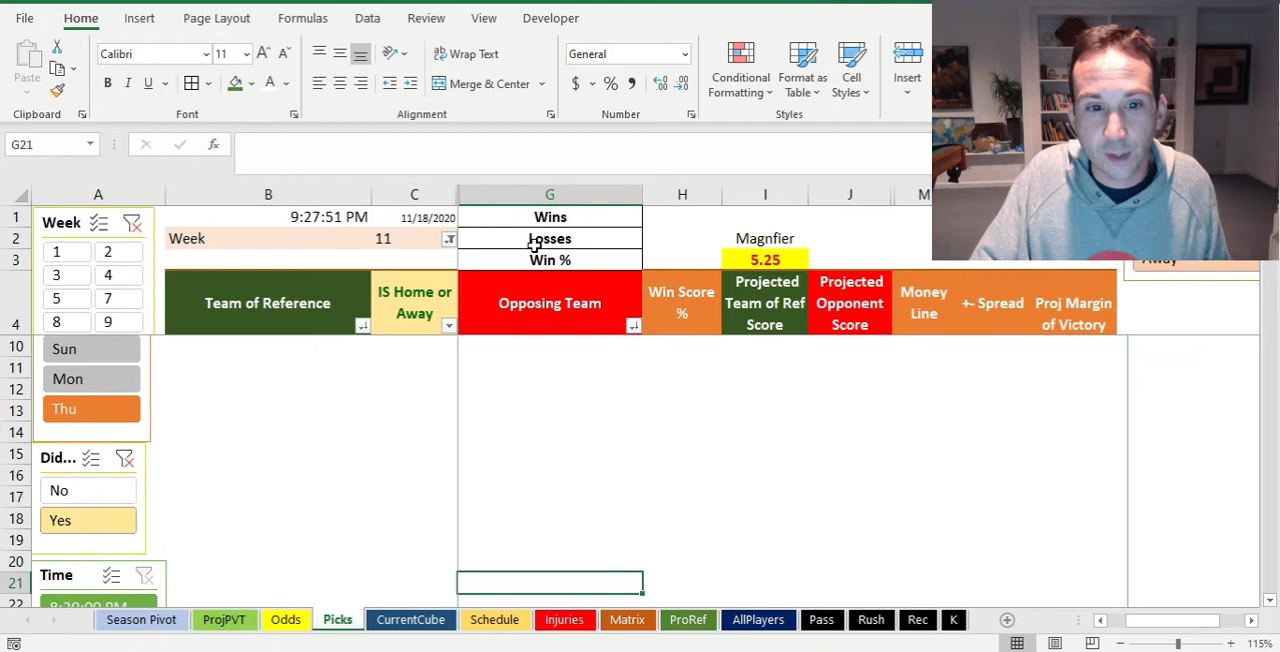 File Home Insert Page Layout Formulas Data Review View Developer
Calibri 11 A A Wrap Text General
Paste B I U A Merge & Center $ % , Conditional Formatting Format as Table Cell Styles Insert
Clipboard Font Alignment Number Styles
G21 fx
A B C G H I J M
1 9:27:51 PM 11/18/2020 Wins
2 Week 11 Losses Magnfier
3 Win % 5.25 Away
4 Team of Reference IS Home or Away Opposing Team Win Score % Projected Team of Ref Score Projected Opponent Score Money Line +- Spread Proj Margin of Victory
Week
1 2
3 4
5 7
8 9
10 Sun
11
12 Mon
13 Thu
14
15 Did...
16
17 No
18 Yes
19
20
21 Time
22 8:20:00 PM
Season Pivot ProjPVT Odds Picks CurrentCube Schedule Injuries Matrix ProRef AllPlayers Pass Rush Rec K
115%